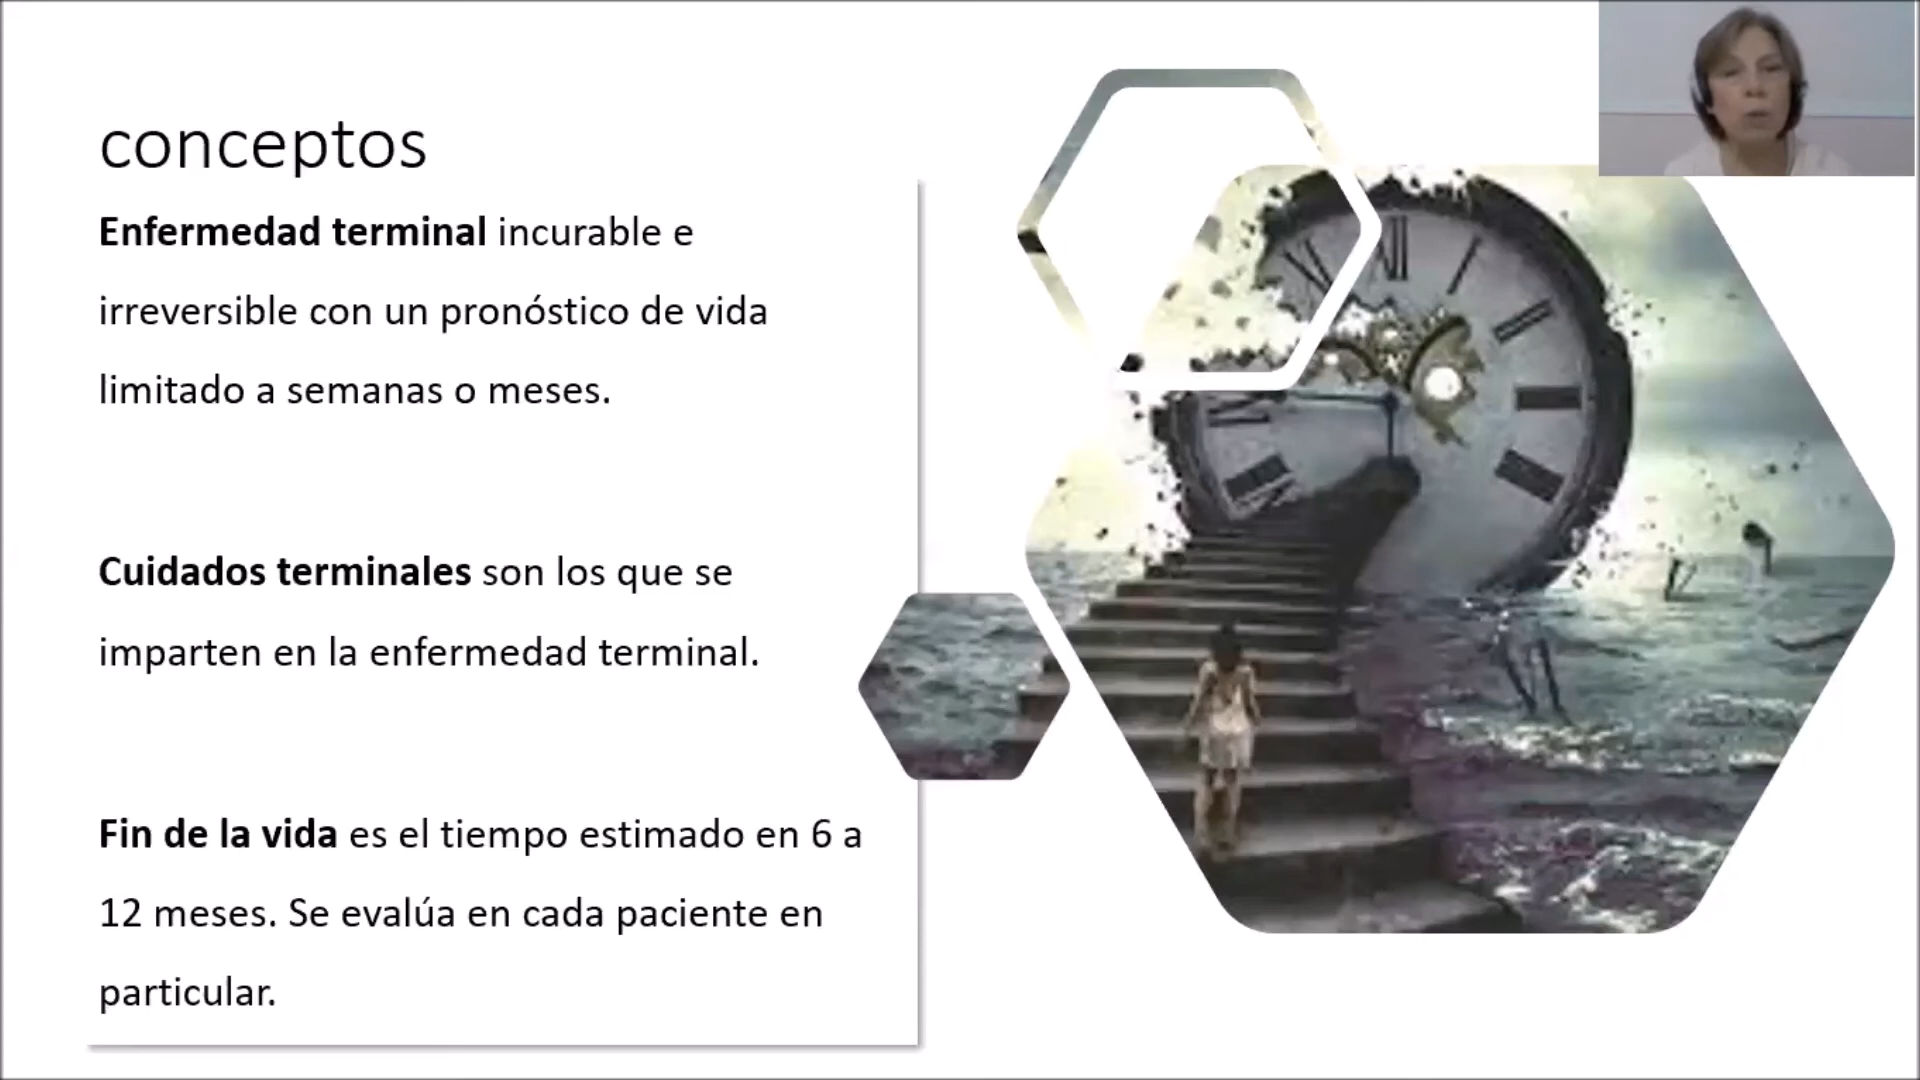 conceptos
Enfermedad terminal incurable e
irreversible con un pronóstico de vida
limitado a semanas o meses.
Cuidados terminales son los que se
imparten en la enfermedad terminal.
Fin de la vida es el tiempo estimado en 6 a
12 meses. Se evalúa en cada paciente en
particular.